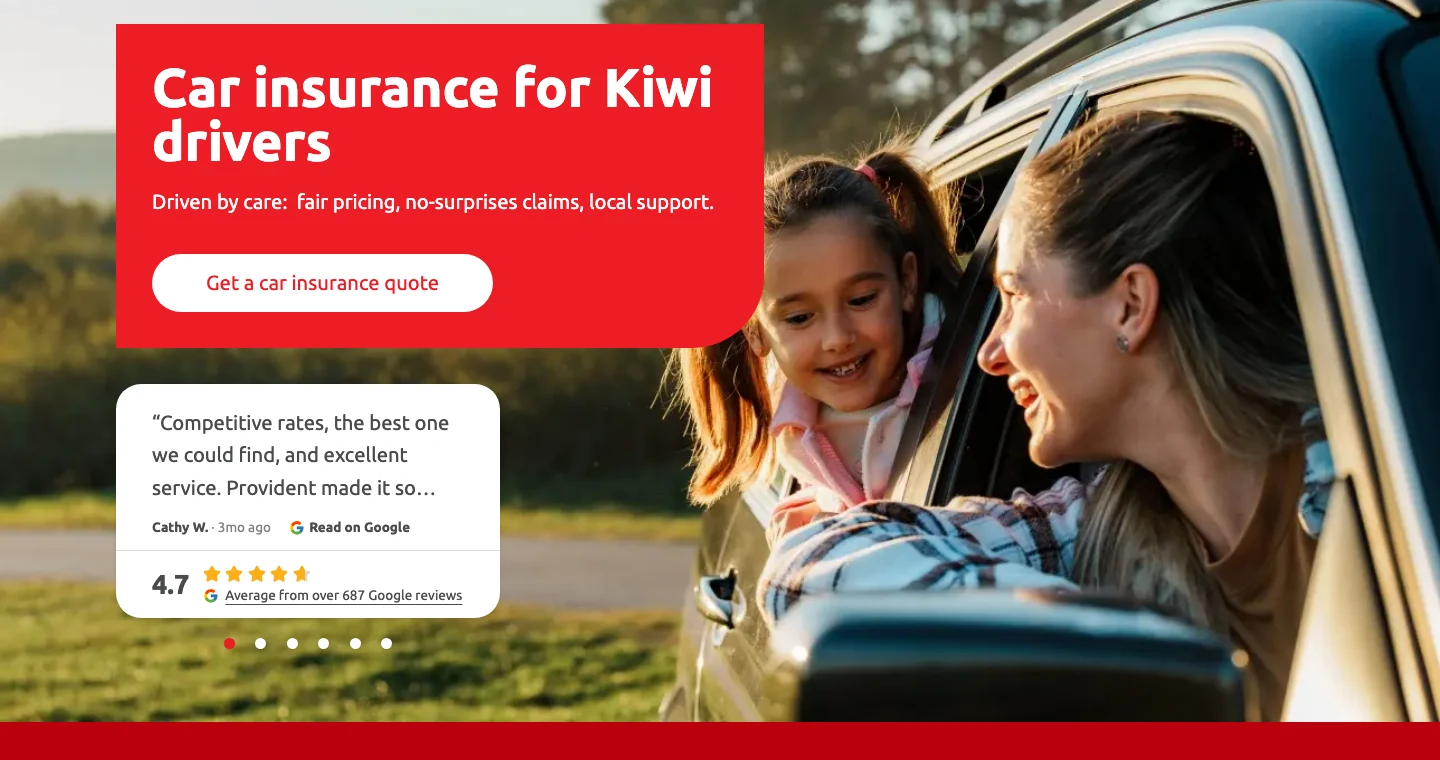 Car insurance for Kiwi
drivers
Driven by care:  fair pricing, no-surprises claims, local support.
Get a car insurance quote
“Competitive rates, the best one
we could find, and excellent
service. Provident made it so…
Cathy W. · 3mo ago Read on Google
4.7
Average from over 687 Google reviews